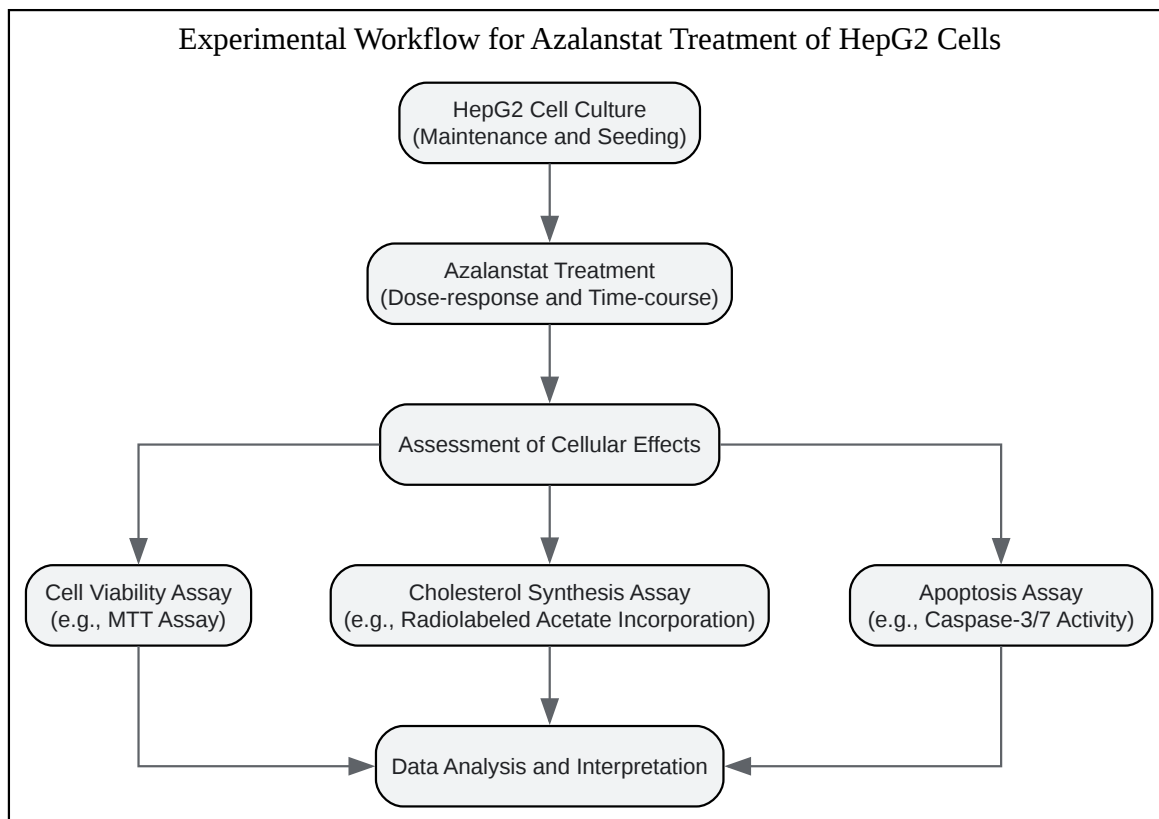 Experimental Workflow for Azalanstat Treatment of HepG2 Cells
HepG2 Cell Culture
(Maintenance and Seeding)
Azalanstat Treatment
(Dose-response and Time-course)
Assessment of Cellular Effects
Cell Viability Assay
(e.g., MTT Assay)
Cholesterol Synthesis Assay
(e.g., Radiolabeled Acetate Incorporation)
Apoptosis Assay
(e.g., Caspase-3/7 Activity)
Data Analysis and Interpretation